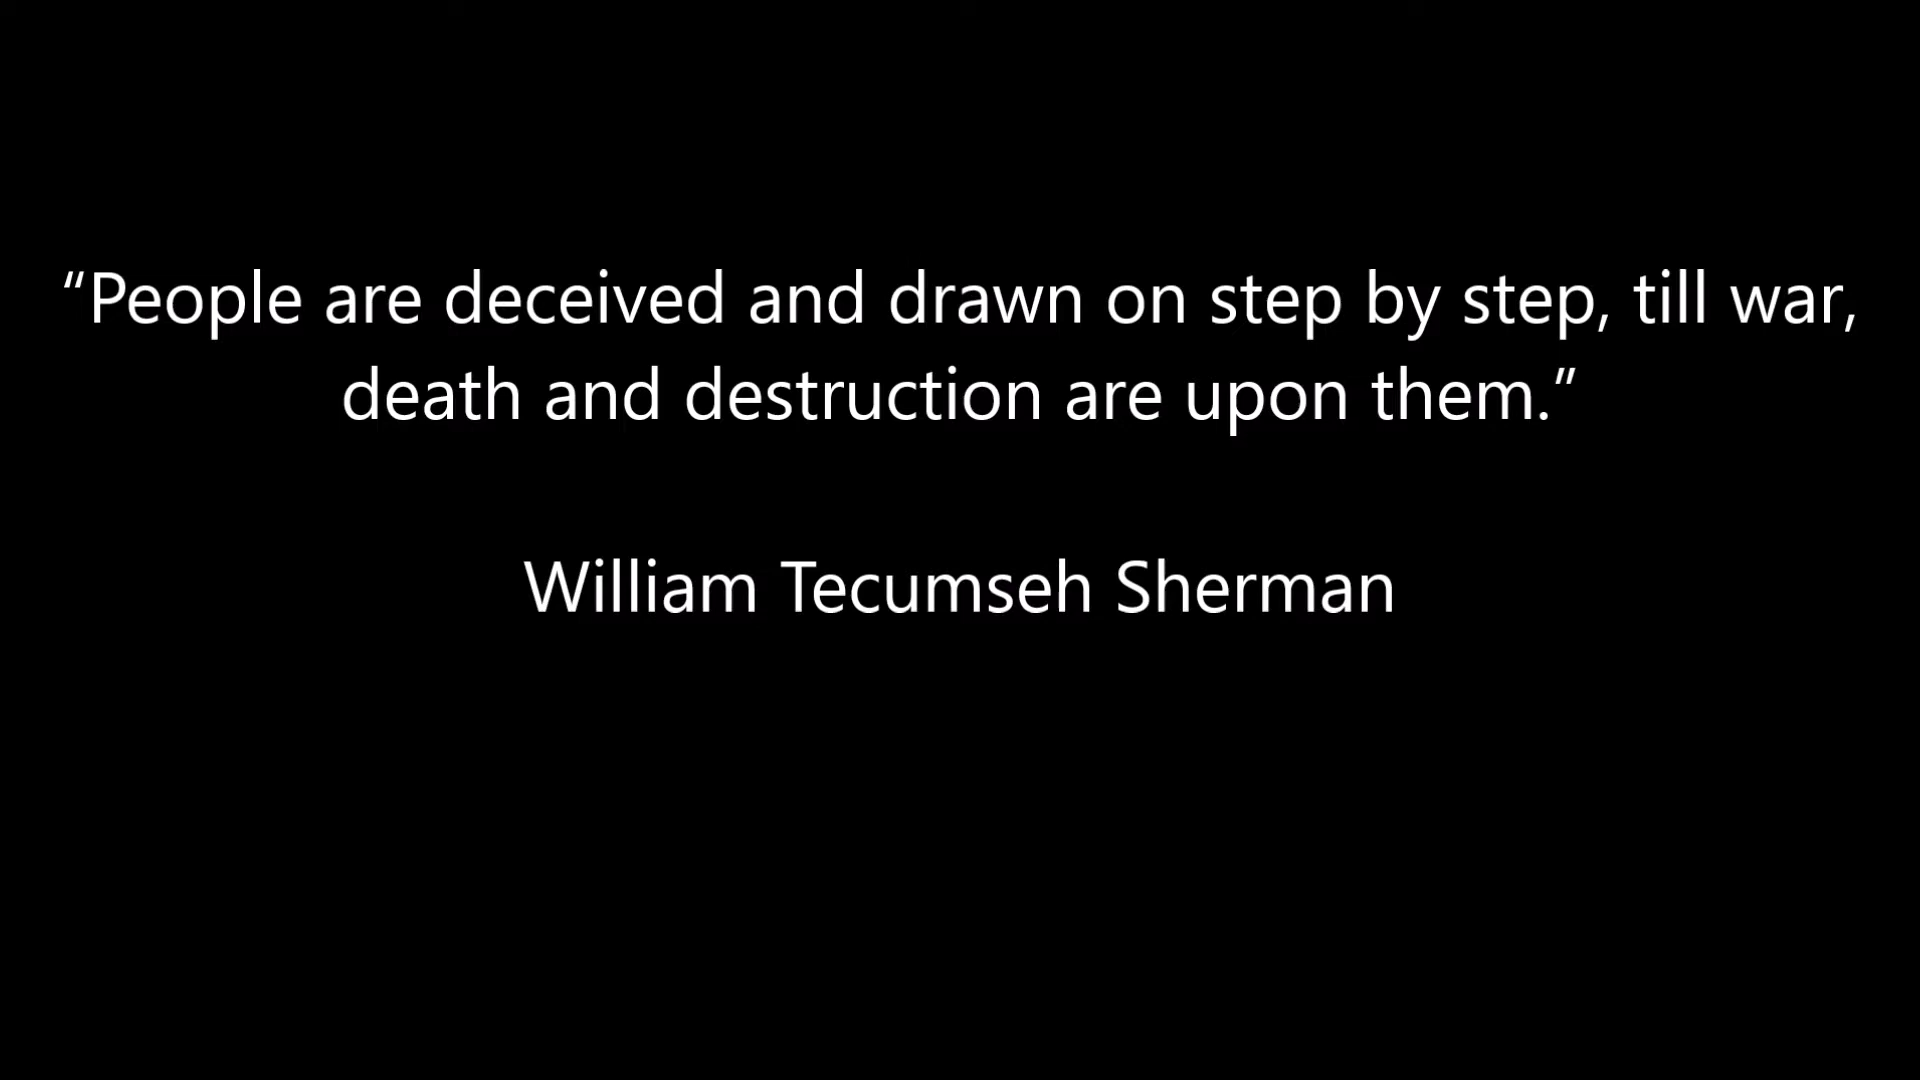 “People are deceived and drawn on step by step, till war,
death and destruction are upon them.”
William Tecumseh Sherman